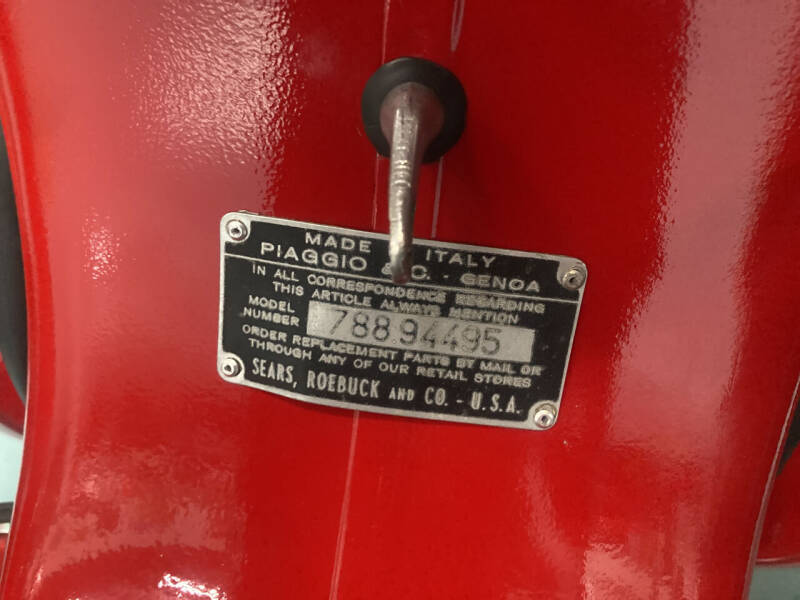 MADE ITALY
PIAGGIO & C. - GENOA
IN ALL CORRESPONDENCE REGARDING
THIS ARTICLE ALWAYS MENTION
MODEL NUMBER 788.94495
ORDER REPLACEMENT PARTS BY MAIL OR
THROUGH ANY OF OUR RETAIL STORES
SEARS, ROEBUCK AND CO. - U.S.A.